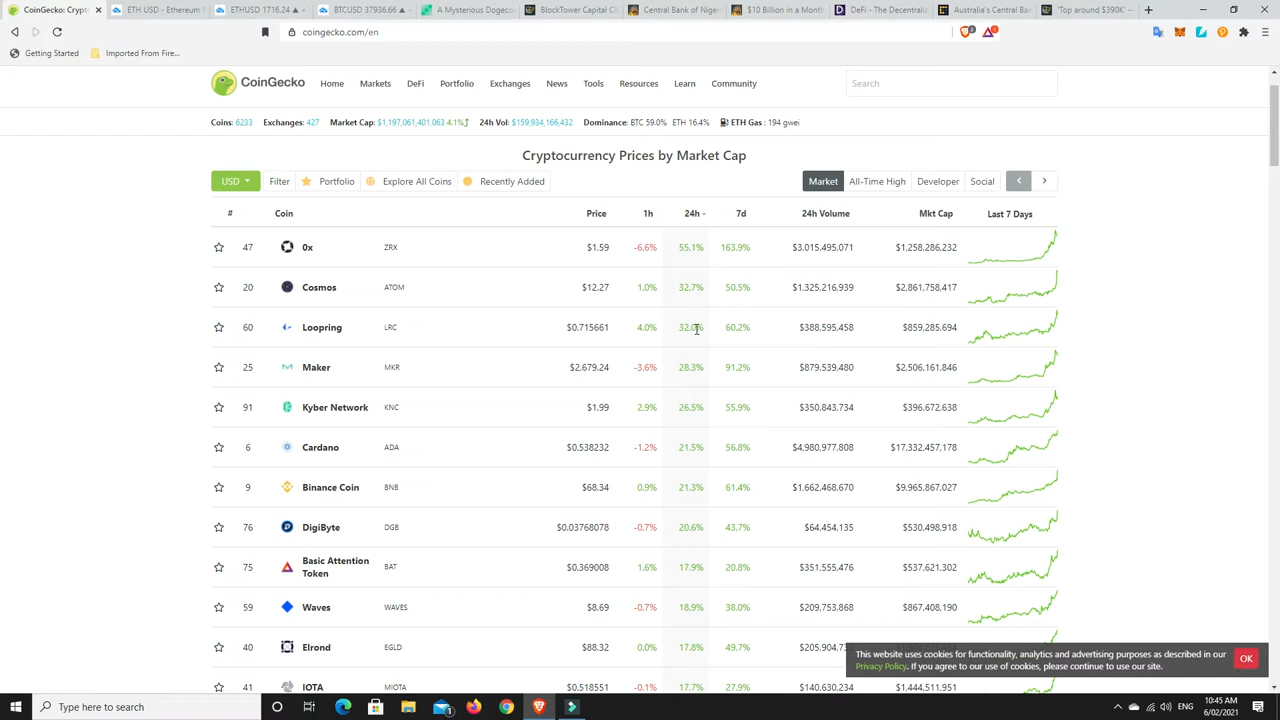 CoinGecko: Crypto
ETH USD - Ethereum
ETHUSD 1716.24
BTCUSD 37936.66
A Mysterious Dogeco
BlockTower Capital C
Central Bank of Niger
$10 Billion in a Month
DeFi - The Decentraliz
Australia's Central Ban
'Top around $390K' –
coingecko.com/en
Getting Started
Imported From Fire...
CoinGecko
Home
Markets
DeFi
Portfolio
Exchanges
News
Tools
Resources
Learn
Community
Search
Coins: 6233
Exchanges: 427
Market Cap: $1,197,061,401,063 4.1%
24h Vol: $159,934,166,432
Dominance: BTC 59.0% ETH 16.4%
ETH Gas : 194 gwei
Cryptocurrency Prices by Market Cap
USD
Filter
Portfolio
Explore All Coins
Recently Added
Market
All-Time High
Developer
Social
# Coin Price 1h 24h 7d 24h Volume Mkt Cap Last 7 Days
47 0x ZRX $1.59 -6.6% 55.1% 163.9% $3,015,495,071 $1,258,286,232
20 Cosmos ATOM $12.27 1.0% 32.7% 50.5% $1,325,216,939 $2,861,758,417
60 Loopring LRC $0.715661 4.0% 32.0% 60.2% $388,595,458 $859,285,694
25 Maker MKR $2,679.24 -3.6% 28.3% 91.2% $879,539,480 $2,506,161,846
91 Kyber Network KNC $1.99 2.9% 26.5% 55.9% $350,843,734 $396,672,638
6 Cardano ADA $0.538232 -1.2% 21.5% 56.8% $4,980,977,808 $17,332,457,178
9 Binance Coin BNB $68.34 0.9% 21.3% 61.4% $1,662,468,670 $9,965,867,027
76 DigiByte DGB $0.03768078 -0.7% 20.6% 43.7% $64,454,135 $530,498,918
75 Basic Attention Token BAT $0.369008 1.6% 17.9% 20.8% $351,555,476 $537,621,302
59 Waves WAVES $8.69 -0.7% 18.9% 38.0% $209,753,868 $867,408,190
40 Elrond EGLD $88.32 0.0% 17.8% 49.7% $205,904,7
41 IOTA MIOTA $0.518551 -0.1% 17.7% 27.9% $140,630,234 $1,444,511,951
This website uses cookies for functionality, analytics and advertising purposes as described in our
Privacy Policy. If you agree to our use of cookies, please continue to use our site.
OK
Type here to search
ENG
10:45 AM
6/02/2021